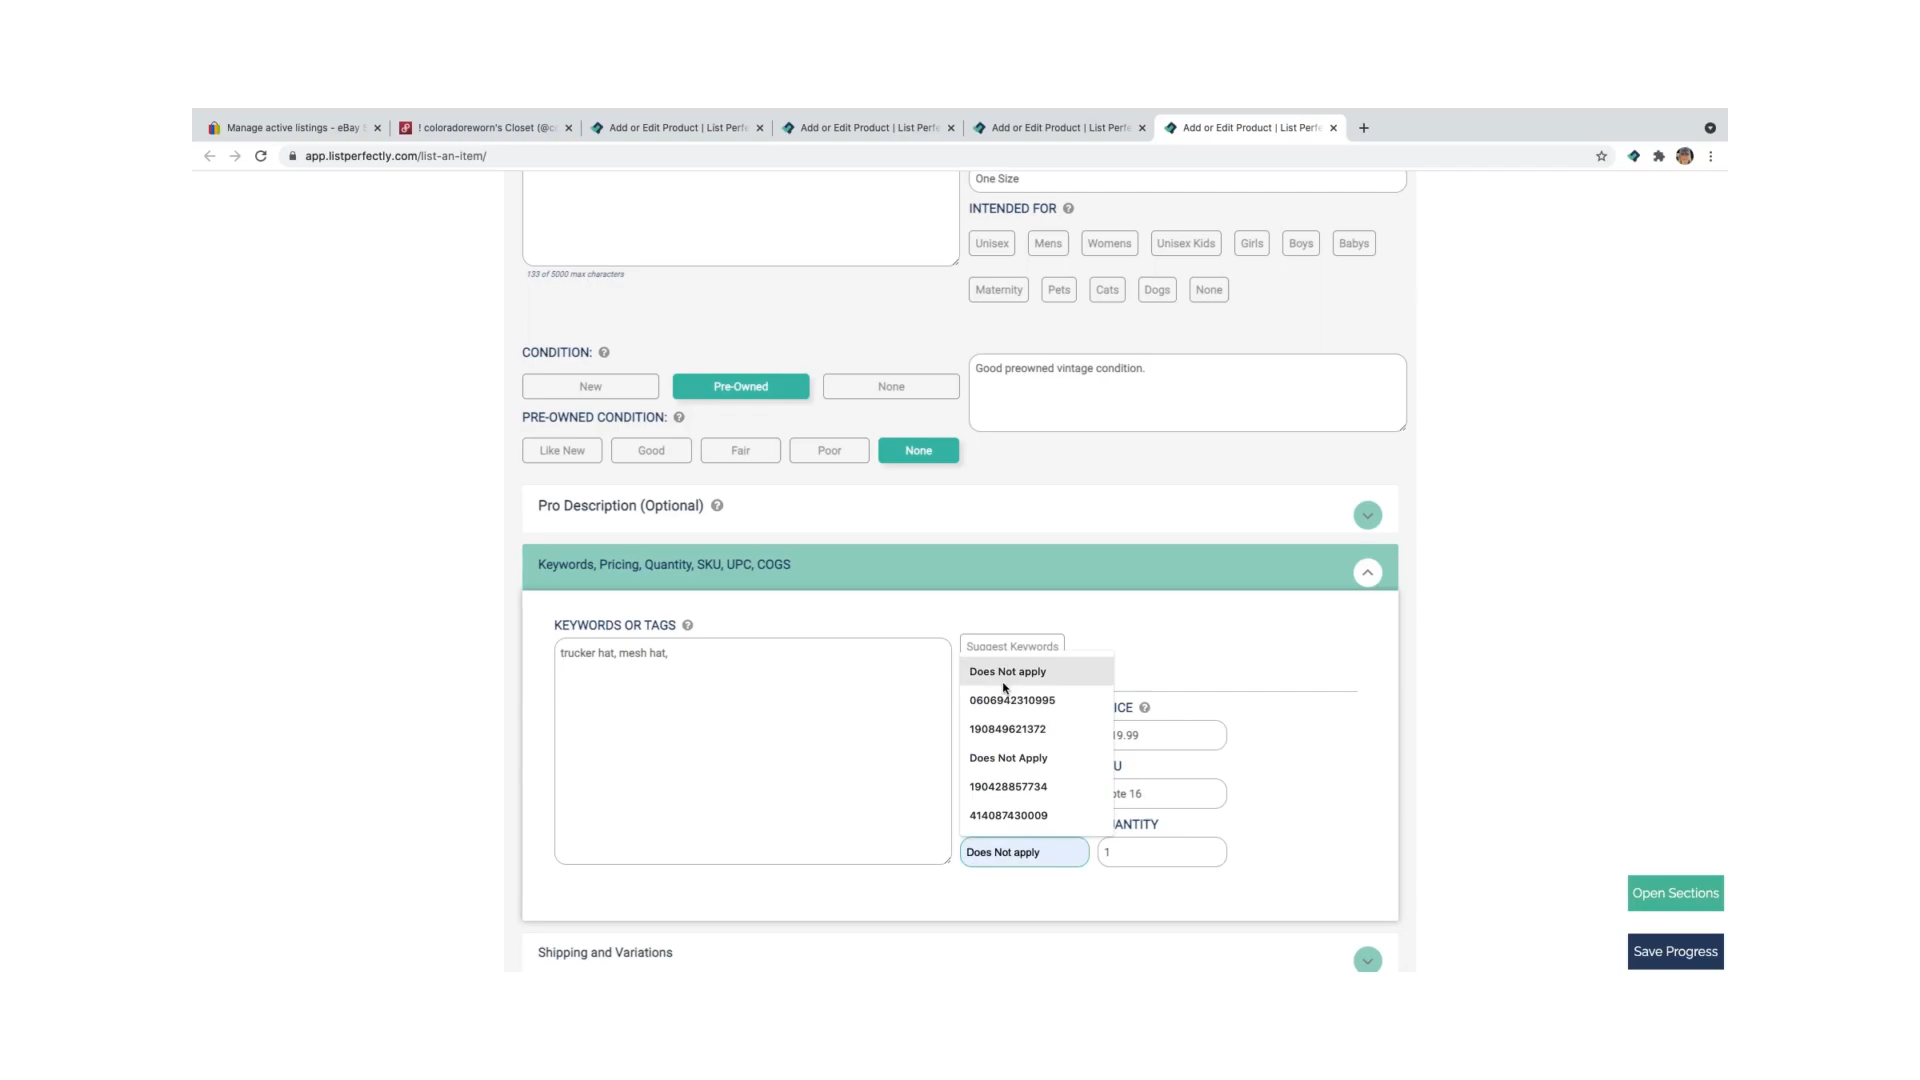 Manage active listings - eBay
! coloradoreworn's Closet (@c
Add or Edit Product | List Perfe
Add or Edit Product | List Perfe
Add or Edit Product | List Perfe
Add or Edit Product | List Perfe
app.listperfectly.com/list-an-item/
One Size
INTENDED FOR
Unisex Mens Womens Unisex Kids Girls Boys Babys
133 of 5000 max characters
Maternity Pets Cats Dogs None
CONDITION:
New Pre-Owned None
Good preowned vintage condition.
PRE-OWNED CONDITION:
Like New Good Fair Poor None
Pro Description (Optional)
Keywords, Pricing, Quantity, SKU, UPC, COGS
KEYWORDS OR TAGS
trucker hat, mesh hat,
Suggest Keywords
Does Not apply
0606942310995
ICE
190849621372
19.99
Does Not Apply
U
190428857734
ote 16
414087430009
ANTITY
Does Not apply
1
Open Sections
Shipping and Variations
Save Progress